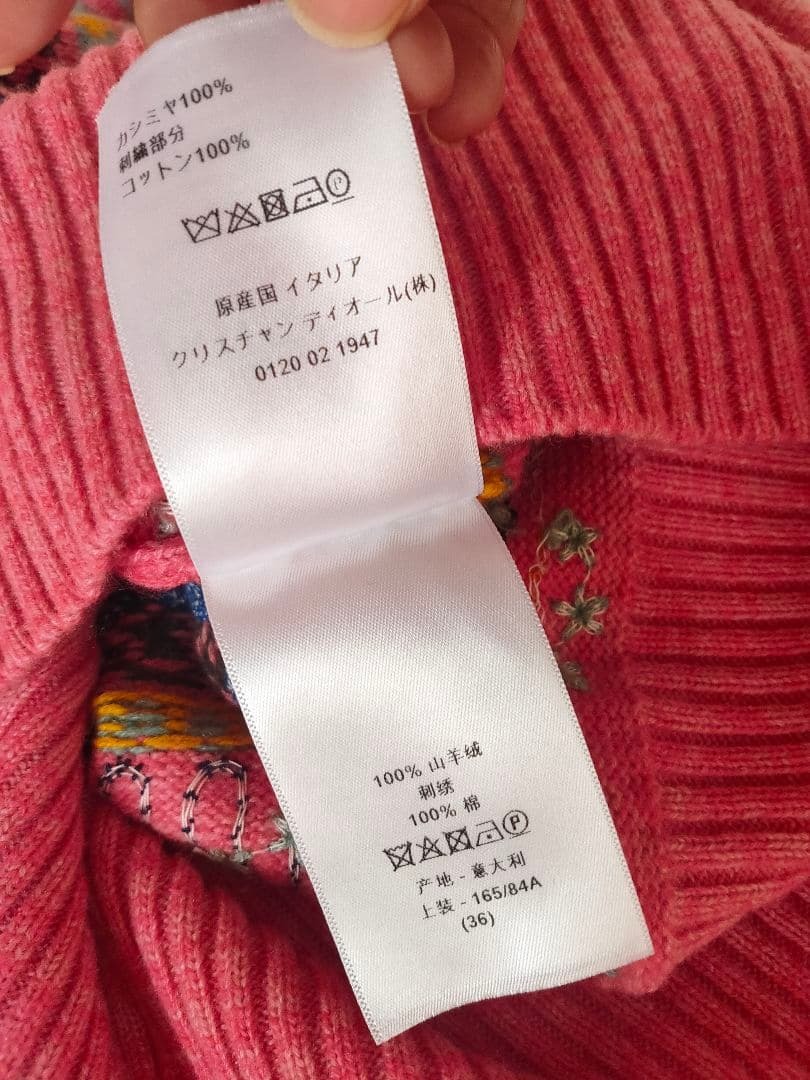 カシミヤ100%
刺繍部分
コットン100%
原産国 イタリア
クリスチャン ディオール(株)
0120 02 1947
100% 山羊绒
刺绣
100% 棉
P
产地 - 意大利
上装 - 165/84A
(36)